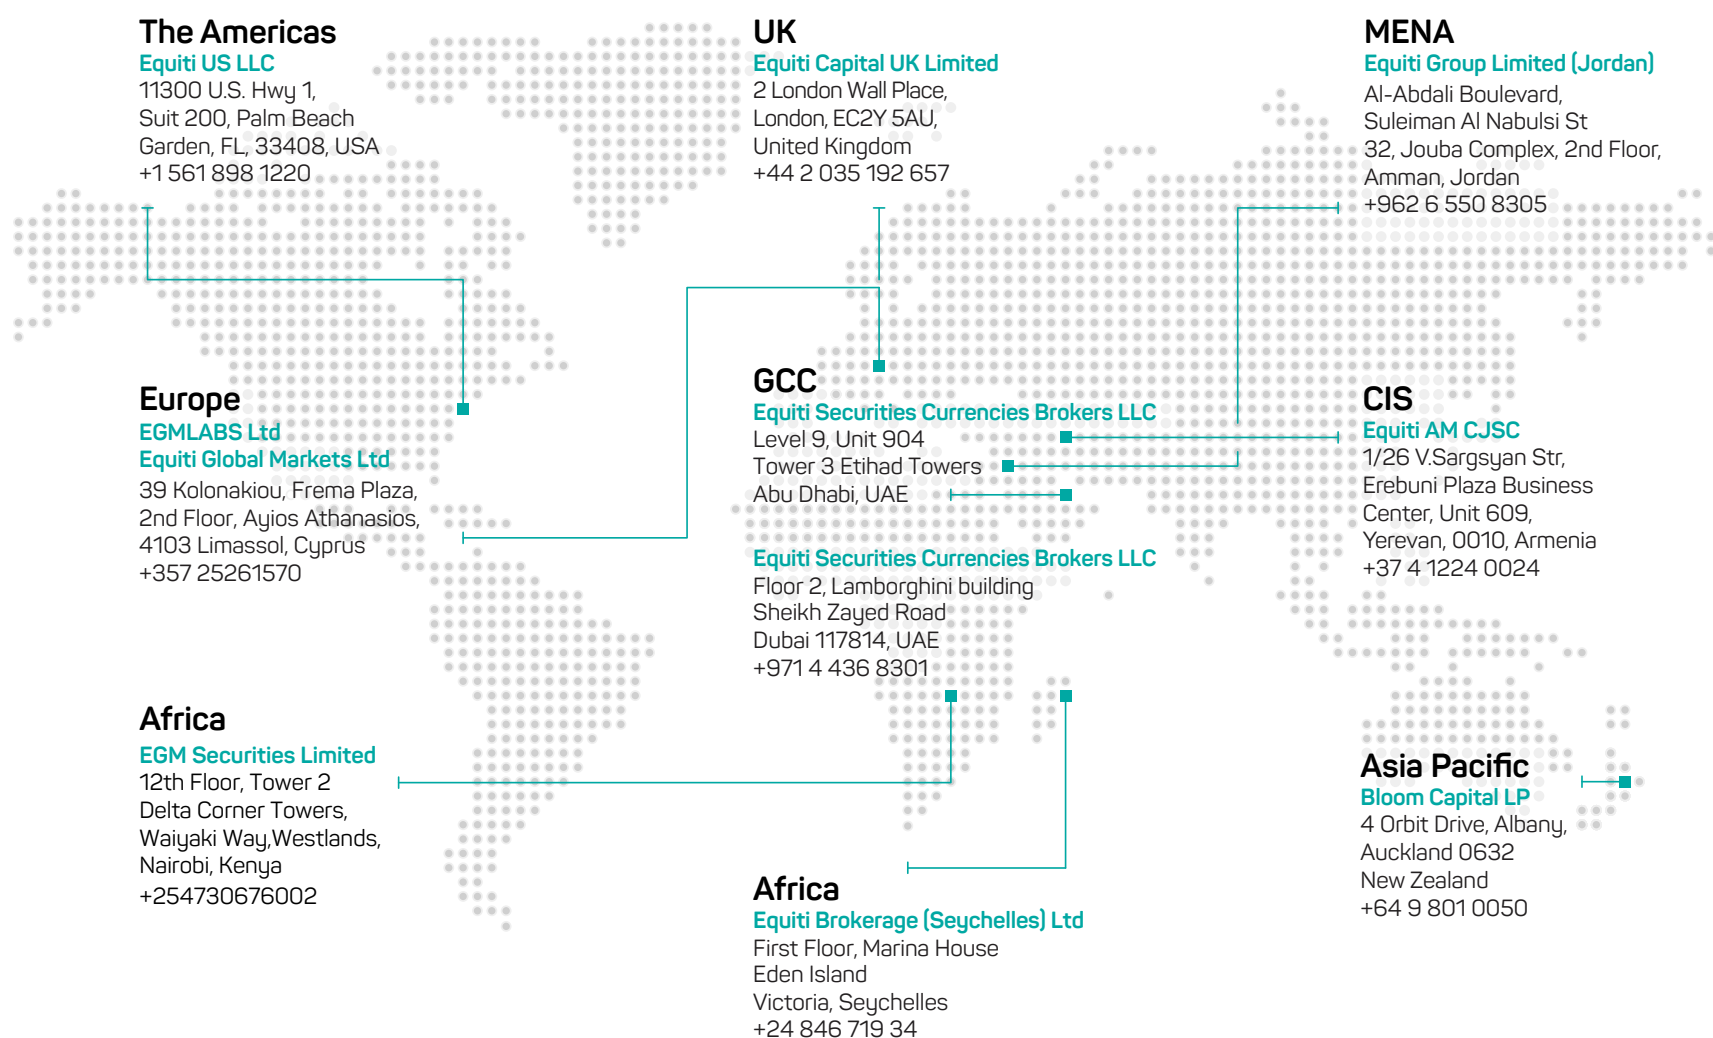 The Americas
Equiti US LLC
11300 U.S. Hwy 1,
Suit 200, Palm Beach
Garden, FL, 33408, USA
+1 561 898 1220
UK
Equiti Capital UK Limited
2 London Wall Place,
London, EC2Y 5AU,
United Kingdom
+44 2 035 192 657
MENA
Equiti Group Limited (Jordan)
Al-Abdali Boulevard,
Suleiman Al Nabulsi St
32, Jouba Complex, 2nd Floor,
Amman, Jordan
+962 6 550 8305
Europe
EGMLABS Ltd
Equiti Global Markets Ltd
39 Kolonakiou, Frema Plaza,
2nd Floor, Ayios Athanasios,
4103 Limassol, Cyprus
+357 25261570
GCC
Equiti Securities Currencies Brokers LLC
Level 9, Unit 904
Tower 3 Etihad Towers
Abu Dhabi, UAE
Equiti Securities Currencies Brokers LLC
Floor 2, Lamborghini building
Sheikh Zayed Road
Dubai 117814, UAE
+971 4 436 8301
CIS
Equiti AM CJSC
1/26 V.Sargsyan Str,
Erebuni Plaza Business
Center, Unit 609,
Yerevan, 0010, Armenia
+37 4 1224 0024
Africa
EGM Securities Limited
12th Floor, Tower 2
Delta Corner Towers,
Waiyaki Way,Westlands,
Nairobi, Kenya
+254730676002
Africa
Equiti Brokerage (Seychelles) Ltd
First Floor, Marina House
Eden Island
Victoria, Seychelles
+24 846 719 34
Asia Pacific
Bloom Capital LP
4 Orbit Drive, Albany,
Auckland 0632
New Zealand
+64 9 801 0050